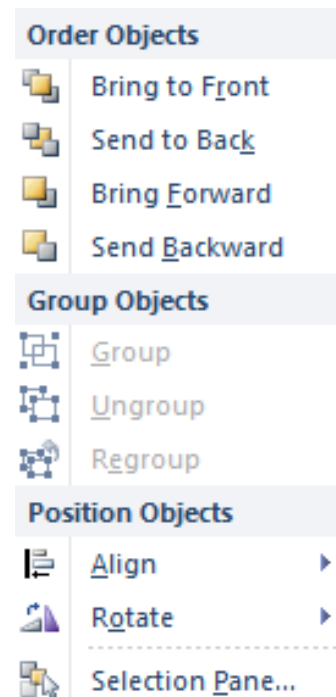 Order Objects
Bring to Front
Send to Back
Bring Forward
Send Backward
Group Objects
Group
Ungroup
Regroup
Position Objects
Align
Rotate
Selection Pane...